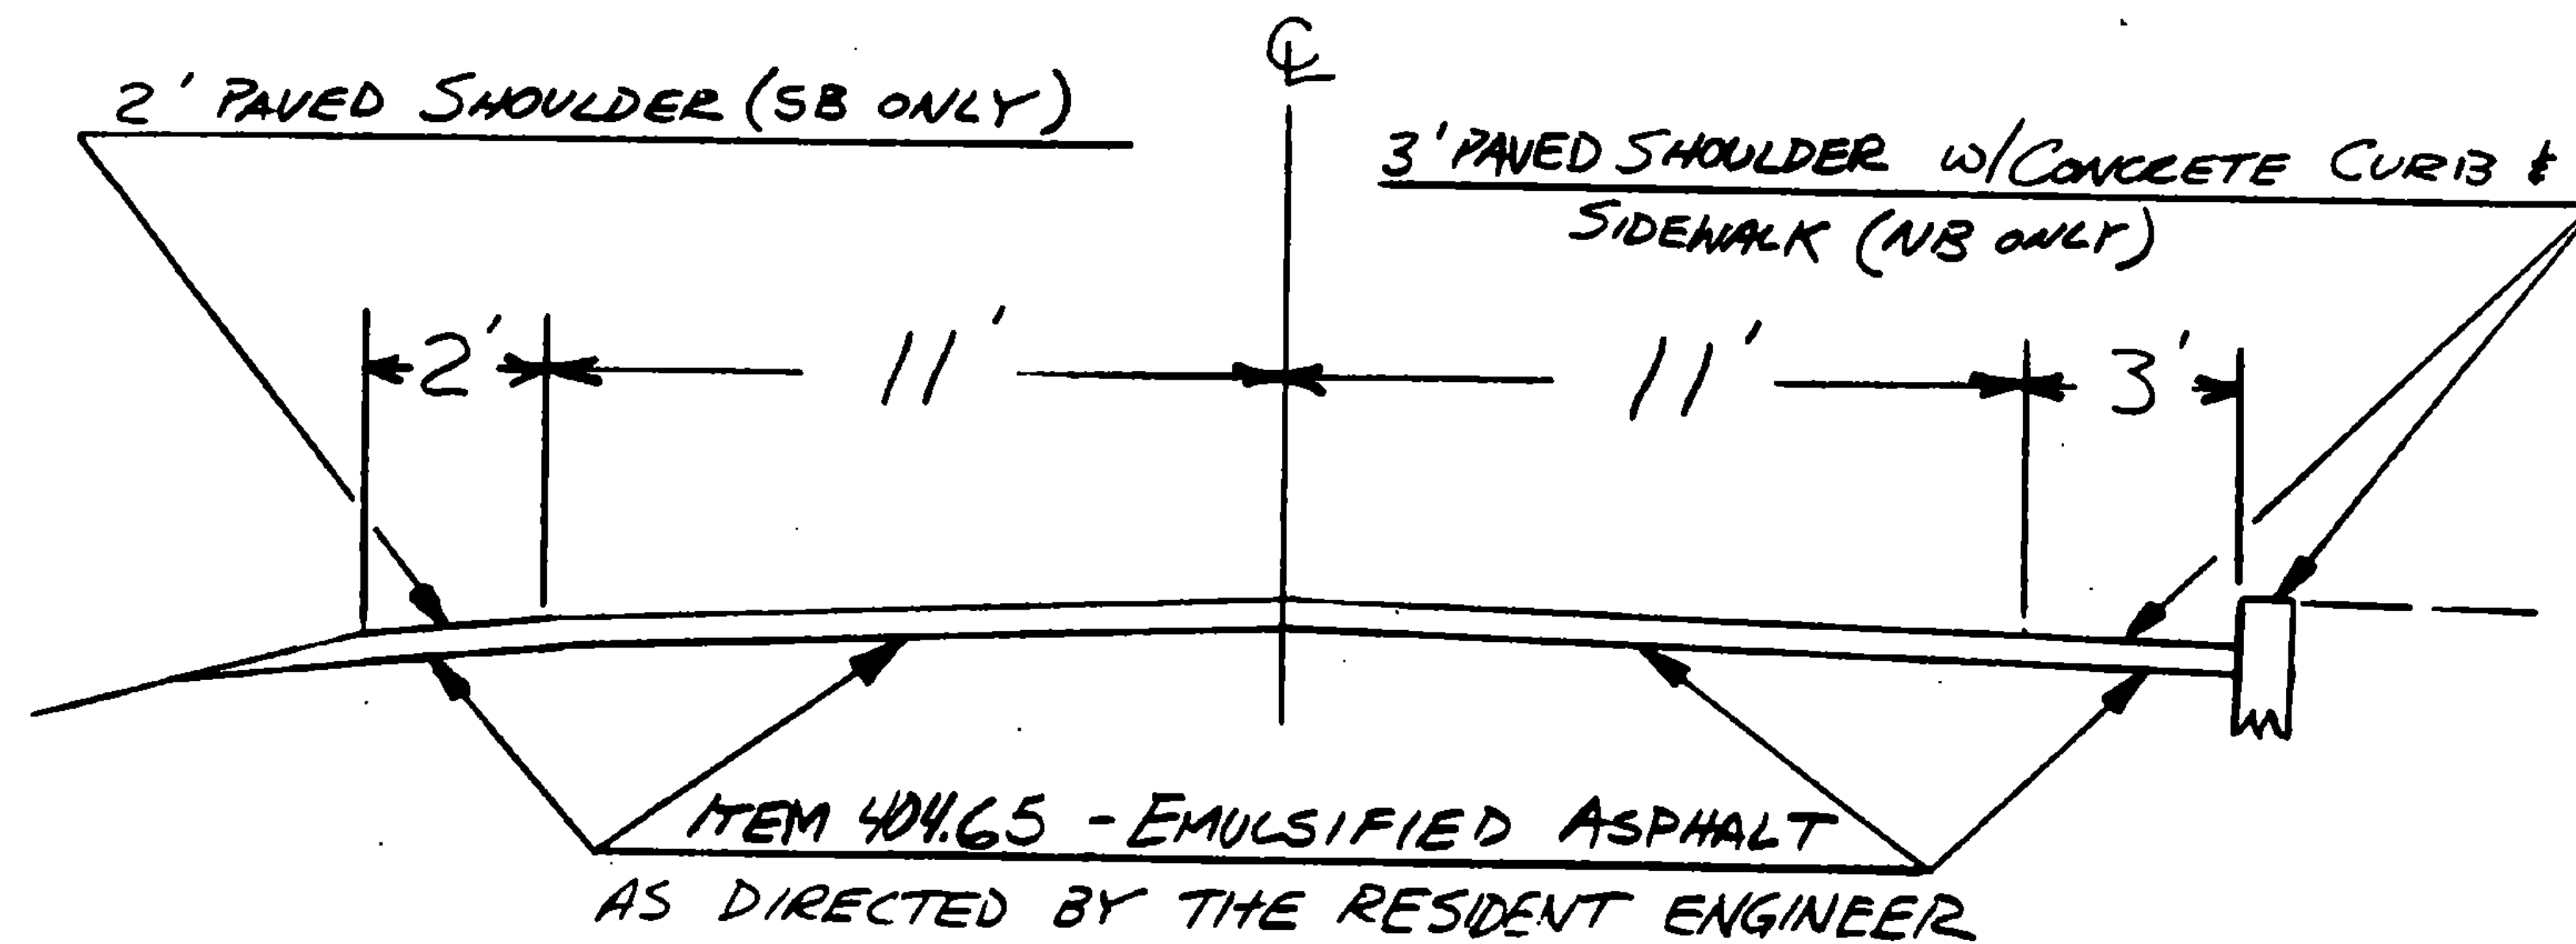 ℄
2' PAVED SHOULDER (SB ONLY)
3' PAVED SHOULDER w/CONCRETE CURB &
SIDEWALK (NB ONLY)
2' 11' 11' 3'
ITEM 404.65 - EMULSIFIED ASPHALT
AS DIRECTED BY THE RESIDENT ENGINEER